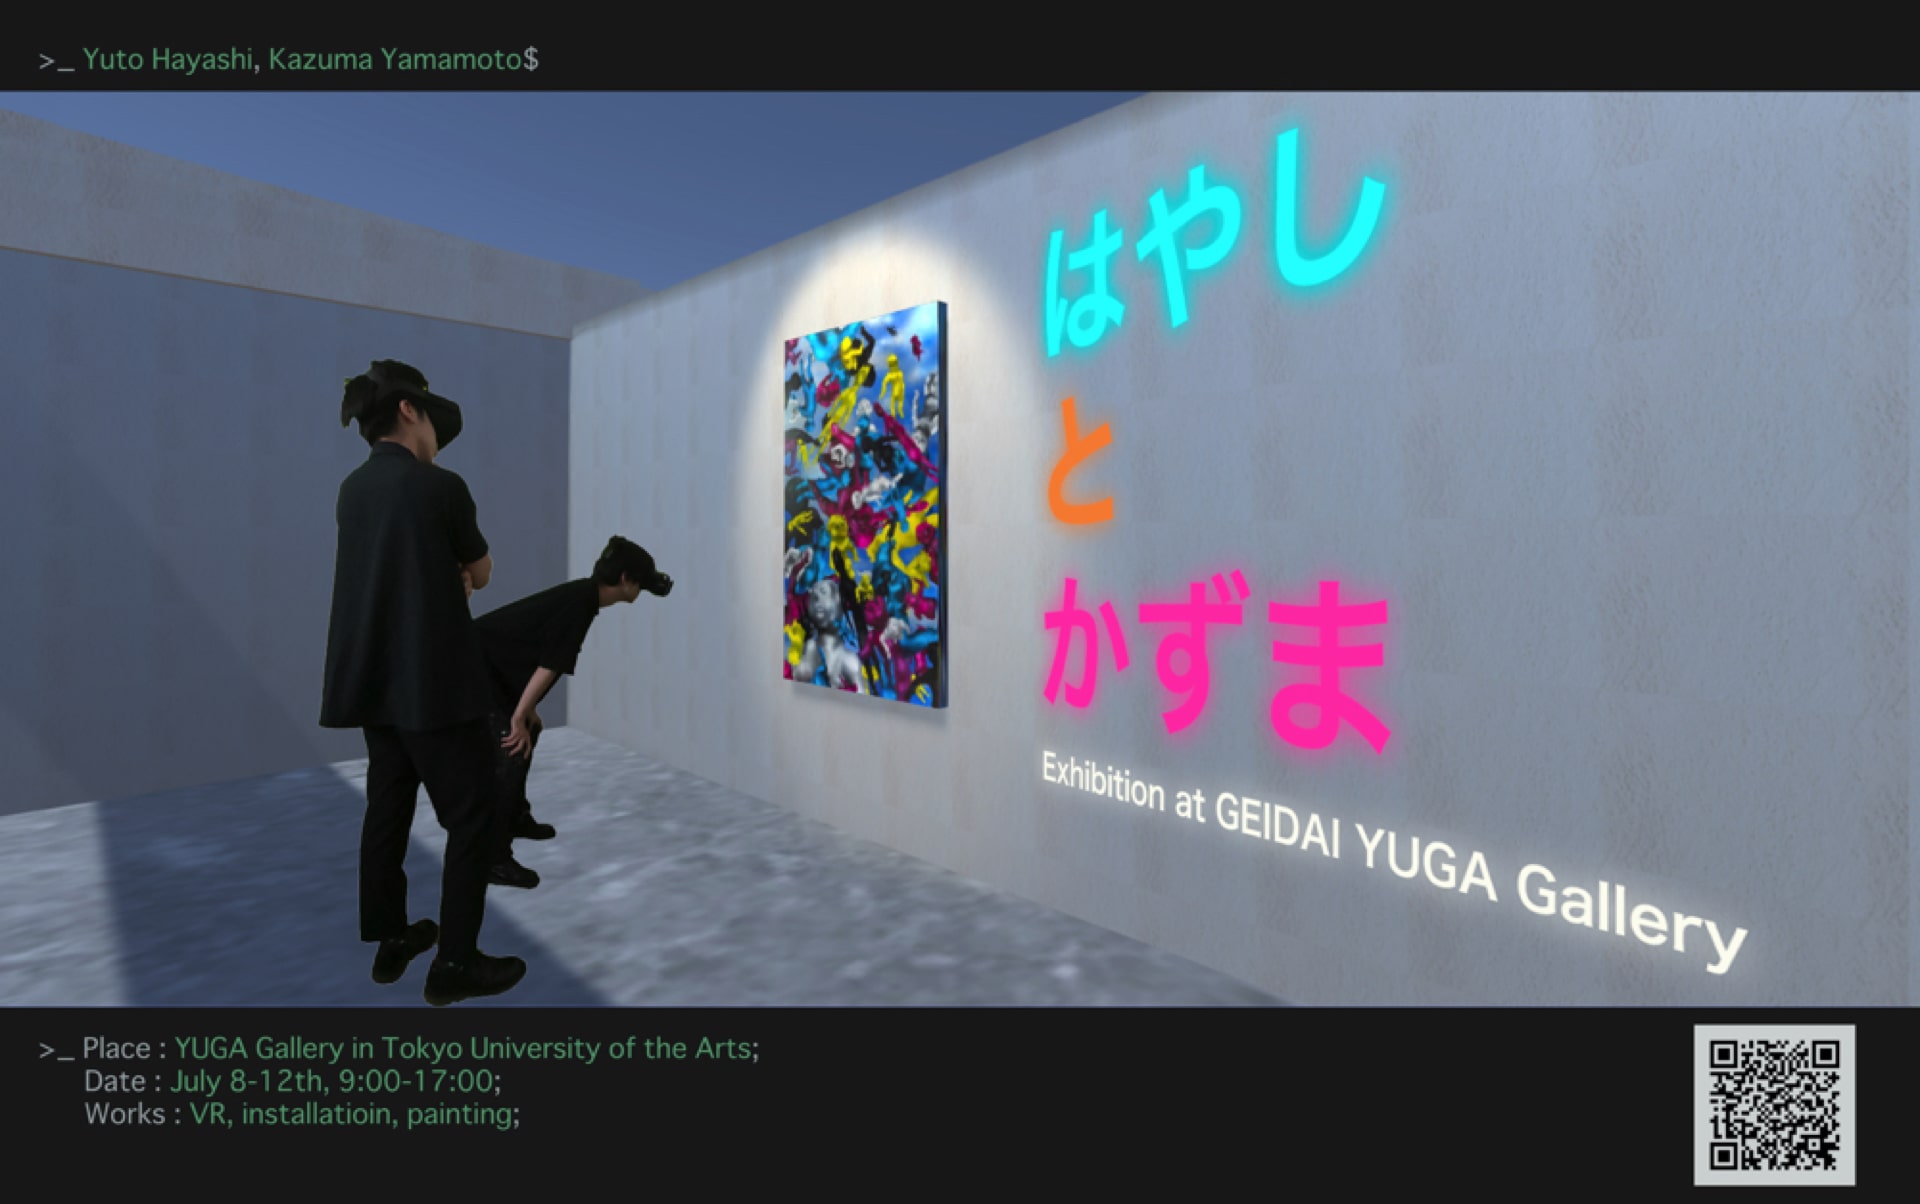 >_ Yuto Hayashi, Kazuma Yamamoto$
はやし
と
かずま
Exhibition at GEIDAI YUGA Gallery
>_ Place : YUGA Gallery in Tokyo University of the Arts;
Date : July 8-12th, 9:00-17:00;
Works : VR, installatioin, painting;